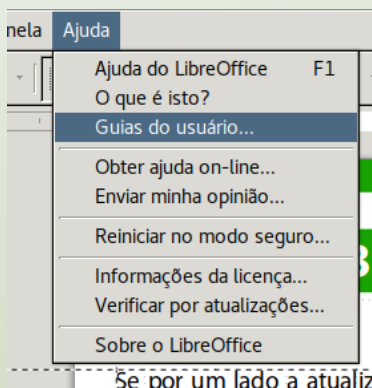 nela Ajuda
Ajuda do LibreOffice F1
O que é isto?
Guias do usuário...
Obter ajuda on-line...
Enviar minha opinião...
Reiniciar no modo seguro...
Informações da licença...
Verificar por atualizações...
Sobre o LibreOffice
Se por um lado a atualiz